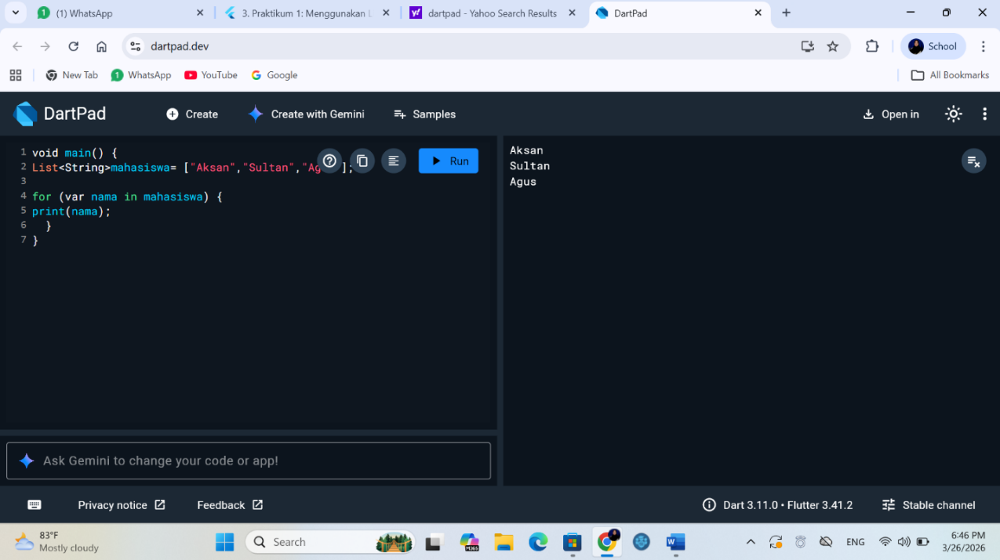 (1) WhatsApp
3. Praktikum 1: Menggunakan L
dartpad - Yahoo Search Results
DartPad
dartpad.dev
School
New Tab
1 WhatsApp
YouTube
Google
All Bookmarks
DartPad
Create
Create with Gemini
Samples
Open in
1 void main() {
2 List<String>mahasiswa= ["Aksan","Sultan","Ag ];
3
4 for (var nama in mahasiswa) {
5 print(nama);
6 }
7 }
Run
Aksan
Sultan
Agus
Ask Gemini to change your code or app!
Privacy notice
Feedback
Dart 3.11.0 • Flutter 3.41.2
Stable channel
83°F
Mostly cloudy
Search
M365
ENG
6:46 PM
3/26/2026